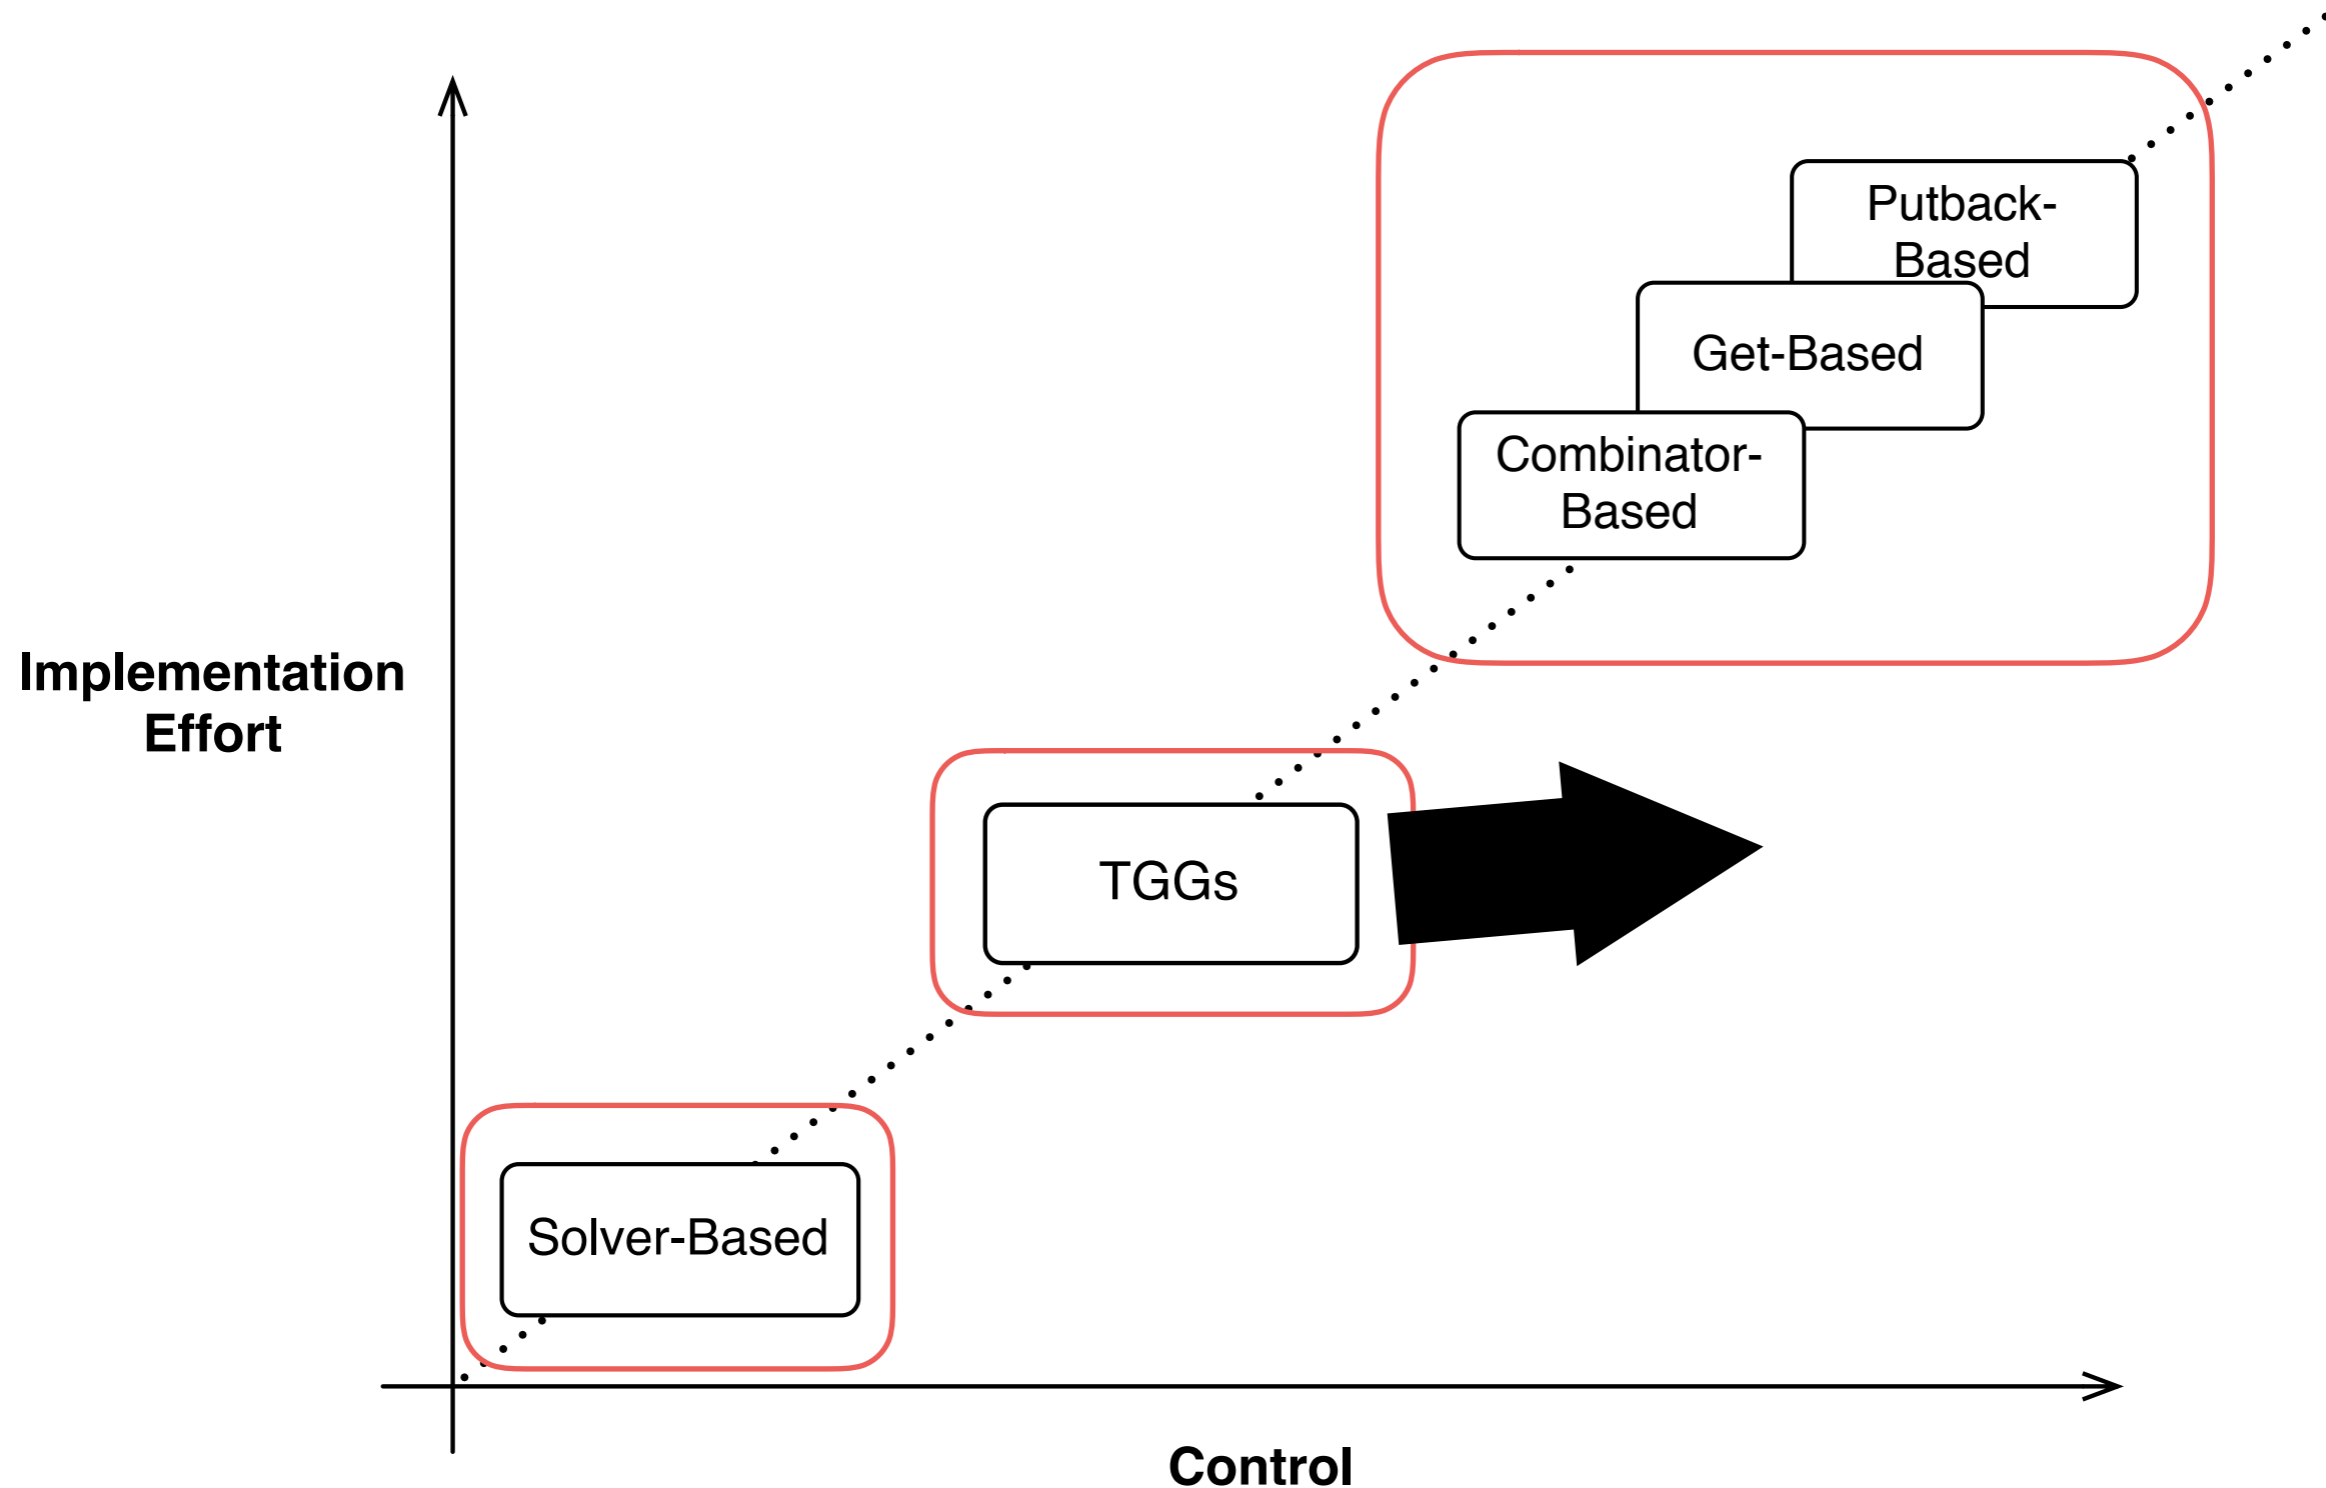 Putback-
Based
Get-Based
Combinator-
Based
Implementation
Effort
TGGs
Solver-Based
Control